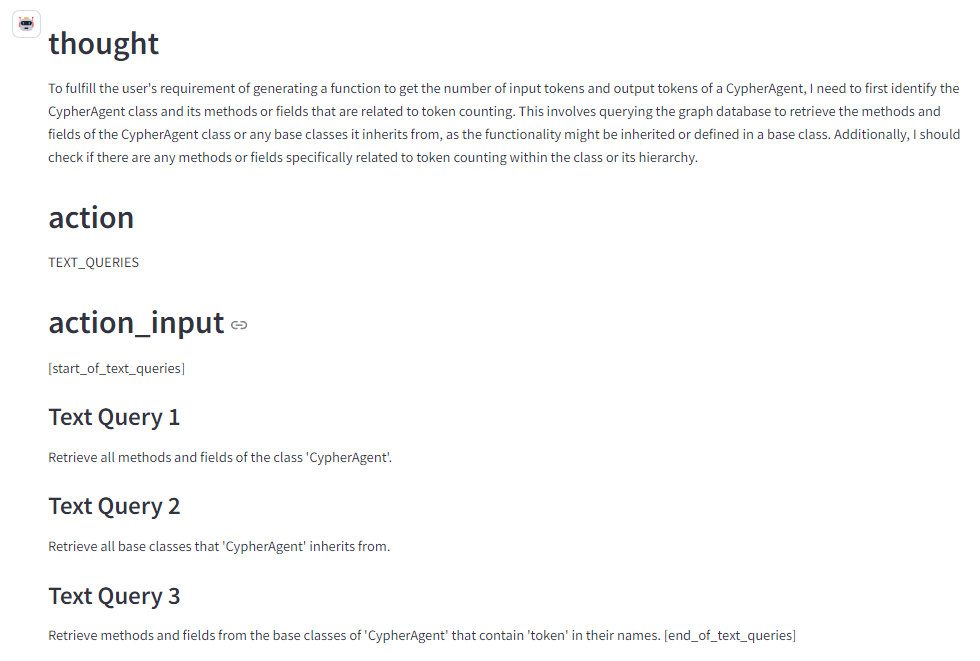 thought
To fulfill the user's requirement of generating a function to get the number of input tokens and output tokens of a CypherAgent, I need to first identify the
CypherAgent class and its methods or fields that are related to token counting. This involves querying the graph database to retrieve the methods and
fields of the CypherAgent class or any base classes it inherits from, as the functionality might be inherited or defined in a base class. Additionally, I should
check if there are any methods or fields specifically related to token counting within the class or its hierarchy.
action
TEXT_QUERIES
action_input
[start_of_text_queries]
Text Query 1
Retrieve all methods and fields of the class 'CypherAgent'.
Text Query 2
Retrieve all base classes that 'CypherAgent' inherits from.
Text Query 3
Retrieve methods and fields from the base classes of 'CypherAgent' that contain 'token' in their names. [end_of_text_queries]